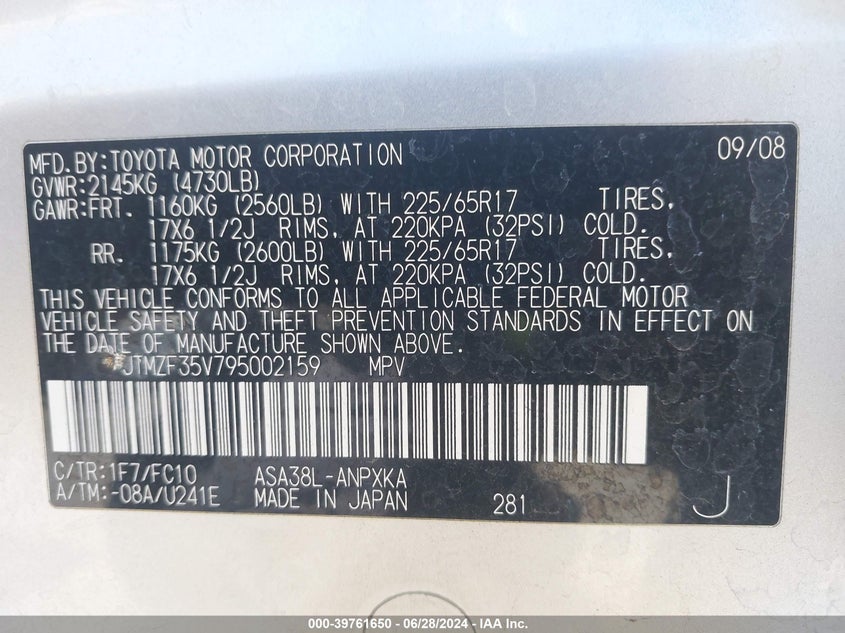 MFD.BY:TOYOTA MOTOR CORPORATION 09/08
GVWR:2145KG (4730LB)
GAWR:FRT. 1160KG (2560LB) WITH 225/65R17 TIRES,
17X6 1/2J RIMS, AT 220KPA (32PSI) COLD.
RR. 1175KG (2600LB) WITH 225/65R17 TIRES,
17X6 1/2J RIMS, AT 220KPA (32PSI) COLD.
THIS VEHICLE CONFORMS TO ALL APPLICABLE FEDERAL MOTOR
VEHICLE SAFETY AND THEFT PREVENTION STANDARDS IN EFFECT ON
THE DATE OF MANUFACTURE SHOWN ABOVE.
JTMZF35V795002159 MPV
C/TR:1F7/FC10 ASA38L-ANPXKA
A/TM:-08A/U241E MADE IN JAPAN 281 J
000-39761650 - 06/28/2024 - IAA Inc.